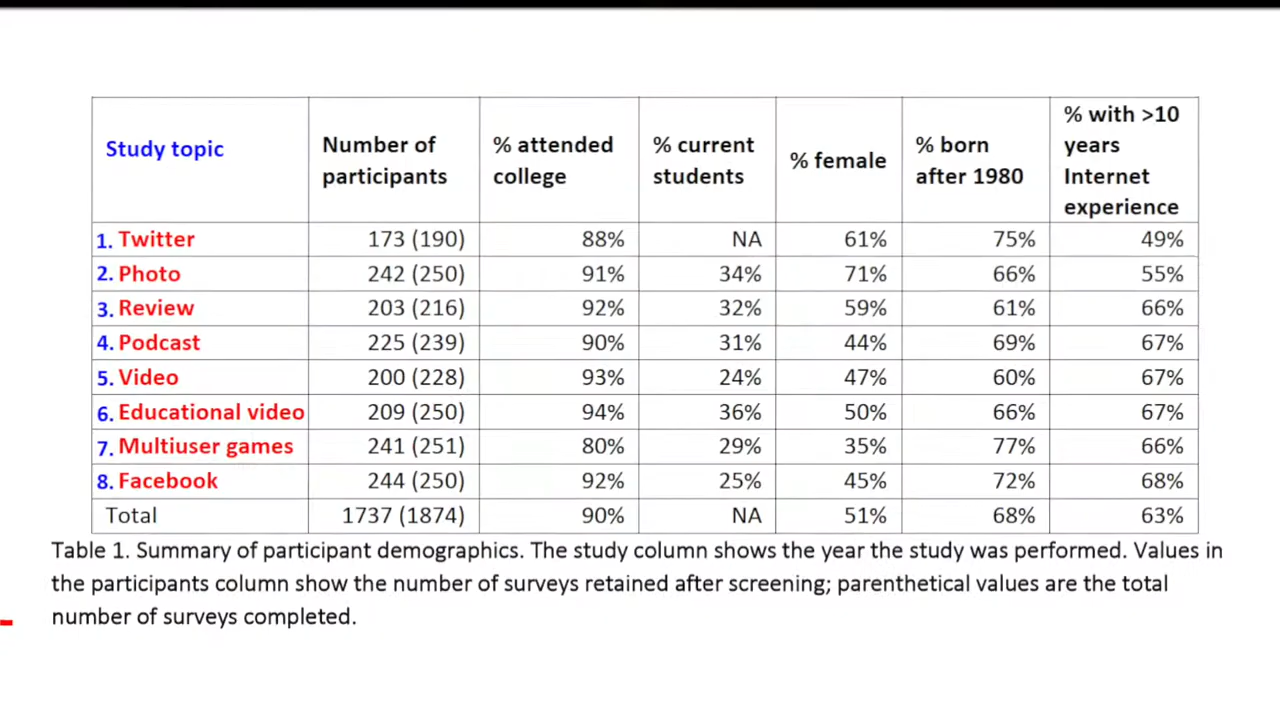 Study topic Number of participants % attended college % current students % female % born after 1980 % with >10 years Internet experience
1. Twitter 173 (190) 88% NA 61% 75% 49%
2. Photo 242 (250) 91% 34% 71% 66% 55%
3. Review 203 (216) 92% 32% 59% 61% 66%
4. Podcast 225 (239) 90% 31% 44% 69% 67%
5. Video 200 (228) 93% 24% 47% 60% 67%
6. Educational video 209 (250) 94% 36% 50% 66% 67%
7. Multiuser games 241 (251) 80% 29% 35% 77% 66%
8. Facebook 244 (250) 92% 25% 45% 72% 68%
Total 1737 (1874) 90% NA 51% 68% 63%
Table 1. Summary of participant demographics. The study column shows the year the study was performed. Values in
the participants column show the number of surveys retained after screening; parenthetical values are the total
number of surveys completed.